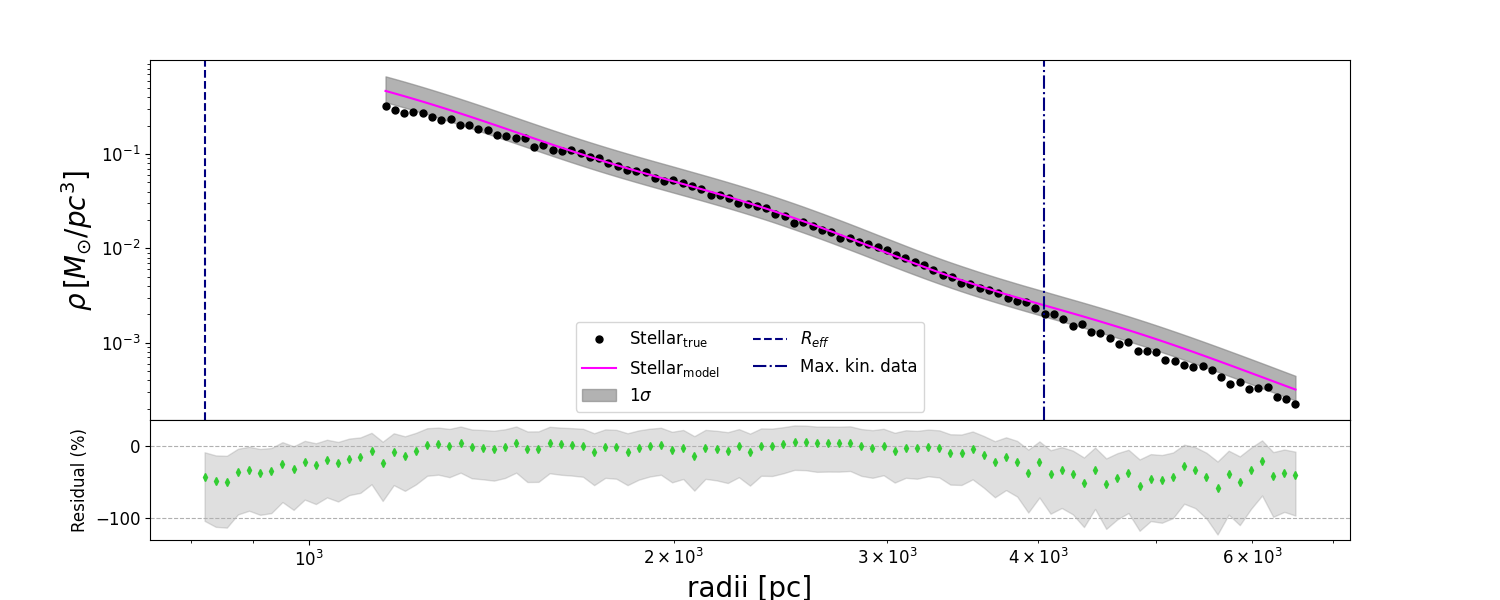 ρ [M⊙/pc³]
10⁻¹
10⁻²
10⁻³
Stellar_true
Stellar_model
1σ
R_eff
Max. kin. data
Residual (%)
0
−100
10³
2 × 10³
3 × 10³
4 × 10³
6 × 10³
radii [pc]